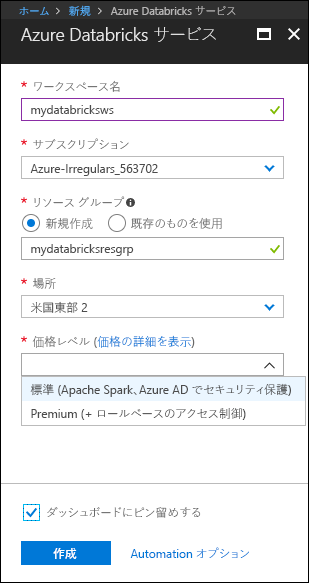 ホーム > 新規 > Azure Databricks サービス
Azure Databricks サービス
* ワークスペース名
mydatabricksws
* サブスクリプション
Azure-Irregulars_563702
* リソース グループ
新規作成 既存のものを使用
mydatabricksresgrp
* 場所
米国東部 2
* 価格レベル (価格の詳細を表示)
標準 (Apache Spark、Azure AD でセキュリティ保護)
Premium (+ ロールベースのアクセス制御)
ダッシュボードにピン留めする
作成 Automation オプション